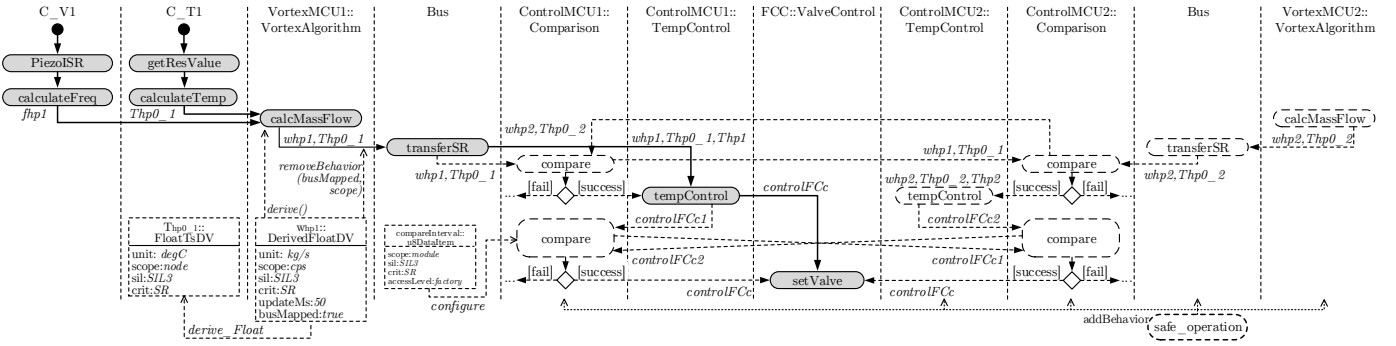 C_V1
C_T1
VortexMCU1::
VortexAlgorithm
Bus
ControlMCU1::
Comparison
ControlMCU1::
TempControl
FCC::ValveControl
ControlMCU2::
TempControl
ControlMCU2::
Comparison
Bus
VortexMCU2::
VortexAlgorithm
PiezoISR
getResValue
calculateFreq
calculateTemp
fhp1
Thp0_1
calcMassFlow
calcMassFlow
whp1,Thp0_1
whp2,Thp0_2
whp1,Thp0_1,Thp1
whp2,Thp0_2
transferSR
transferSR
removeBehavior
(busMapped,
scope)
whp1,Thp0_1
compare
whp1,Thp0_1
compare
whp2,Thp0_2
[fail]
[success]
controlFCc
whp2,Thp0_2,Thp2
[success]
[fail]
...
tempControl
tempControl
...
derive()
controlFCc1
controlFCc2
Thp0_1::
FloatTsDV
unit: degC
scope:node
sil:SIL3
crit:SR
whp1::
DerivedFloatDV
unit: kg/s
scope:cps
sil:SIL3
crit:SR
updateMs:50
busMapped:true
compareInterval::
uSDataItem
scope:module
sil:SIL3
crit:SR
accessLevel:factory
compare
compare
controlFCc2
controlFCc1
[fail]
[success]
[success]
[fail]
...
setValve
...
configure
controlFCc
controlFCc
derive_Float
addBehavior
safe_operation